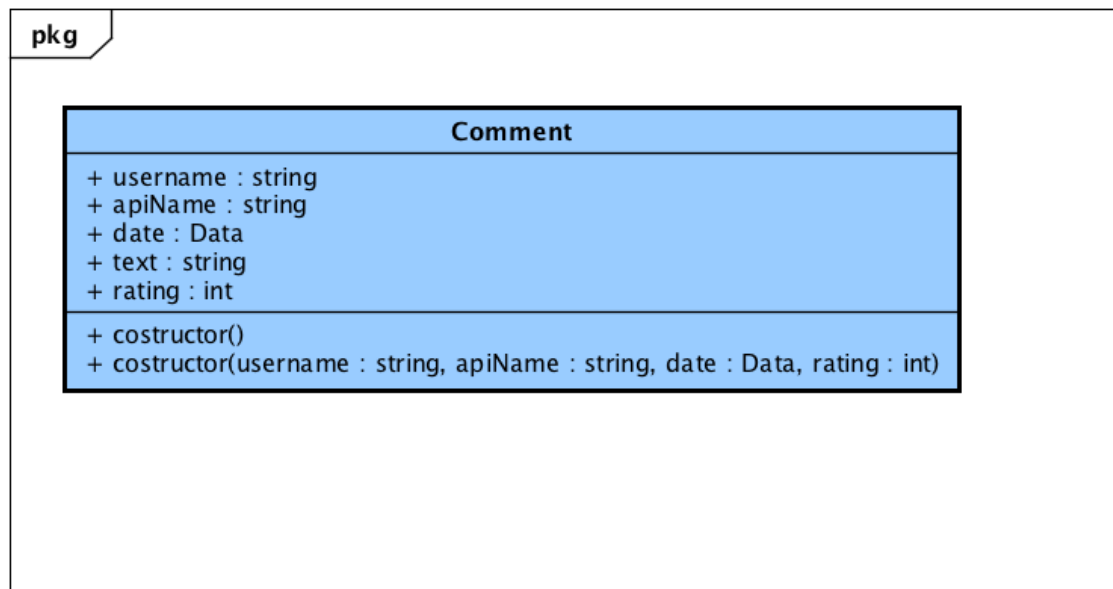 pkg
Comment
+ username : string
+ apiName : string
+ date : Data
+ text : string
+ rating : int
+ costructor()
+ costructor(username : string, apiName : string, date : Data, rating : int)